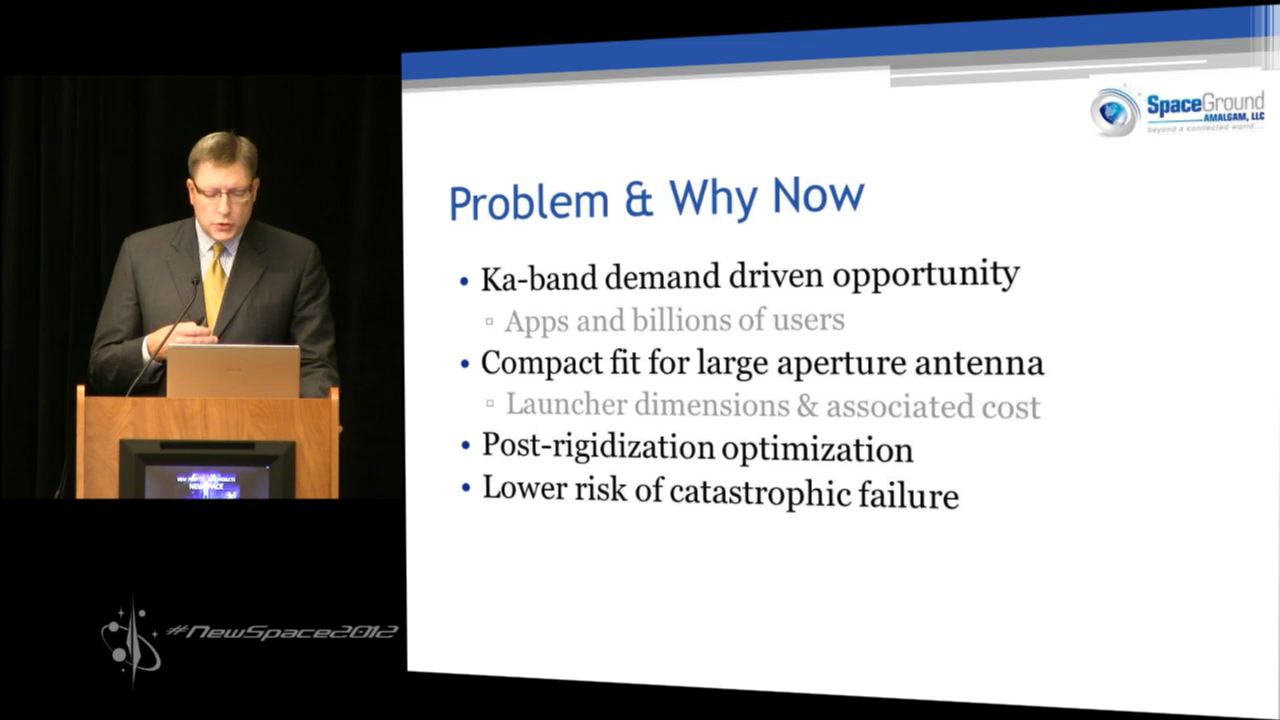 SpaceGround
AMALGAM, LLC
beyond a connected world...
Problem & Why Now
• Ka-band demand driven opportunity
▫ Apps and billions of users
• Compact fit for large aperture antenna
▫ Launcher dimensions & associated cost
• Post-rigidization optimization
• Lower risk of catastrophic failure
NEWSPACE
#NewSpace2012